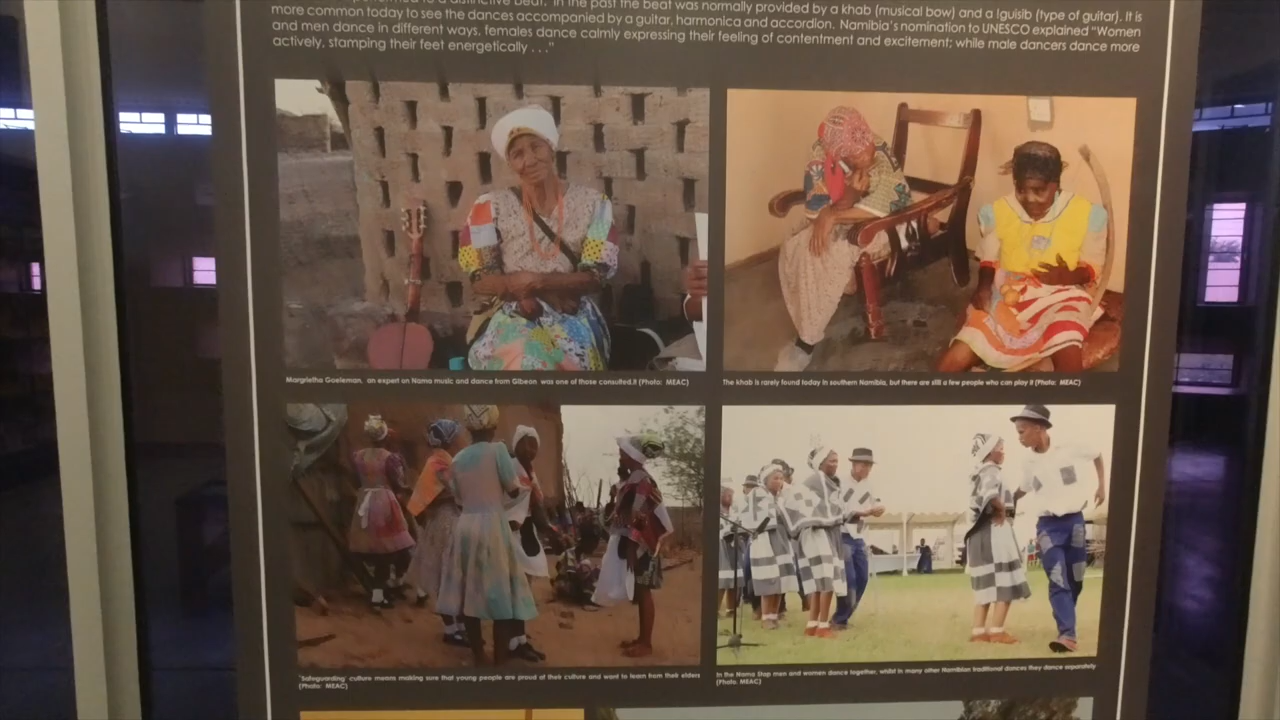 to a distinctive beat. In the past the beat was normally provided by a khab (musical bow) and a !guisib (type of guitar). It is
more common today to see the dances accompanied by a guitar, harmonica and accordion. Namibia's nomination to UNESCO explained "Women
and men dance in different ways, females dance calmly expressing their feeling of contentment and excitement; while male dancers dance more
actively, stamping their feet energetically . . ."
Margrietha Goeieman, an expert on Nama music and dance from Gibeon was one of those consulted.it (Photo: MEAC)
The khab is rarely found today in southern Namibia, but there are still a few people who can play it (Photo: MEAC)
'Safeguarding' culture means making sure that young people are proud of their culture and want to learn from their elders
(Photo: MEAC)
In the Nama Stap men and women dance together, whilst in many other Namibian traditional dances they dance separately
(Photo: MEAC)